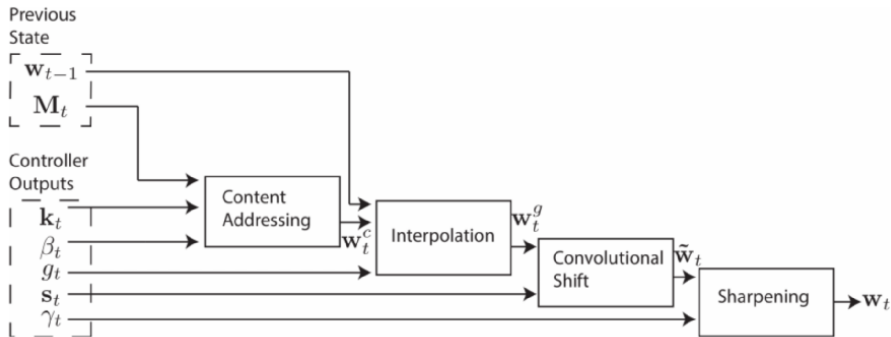 Previous
State
w_{t−1}
M_t
Controller
Outputs
k_t
β_t
g_t
s_t
γ_t
Content
Addressing
w_t^c
Interpolation
w_t^g
Convolutional
Shift
w̃_t
Sharpening
w_t